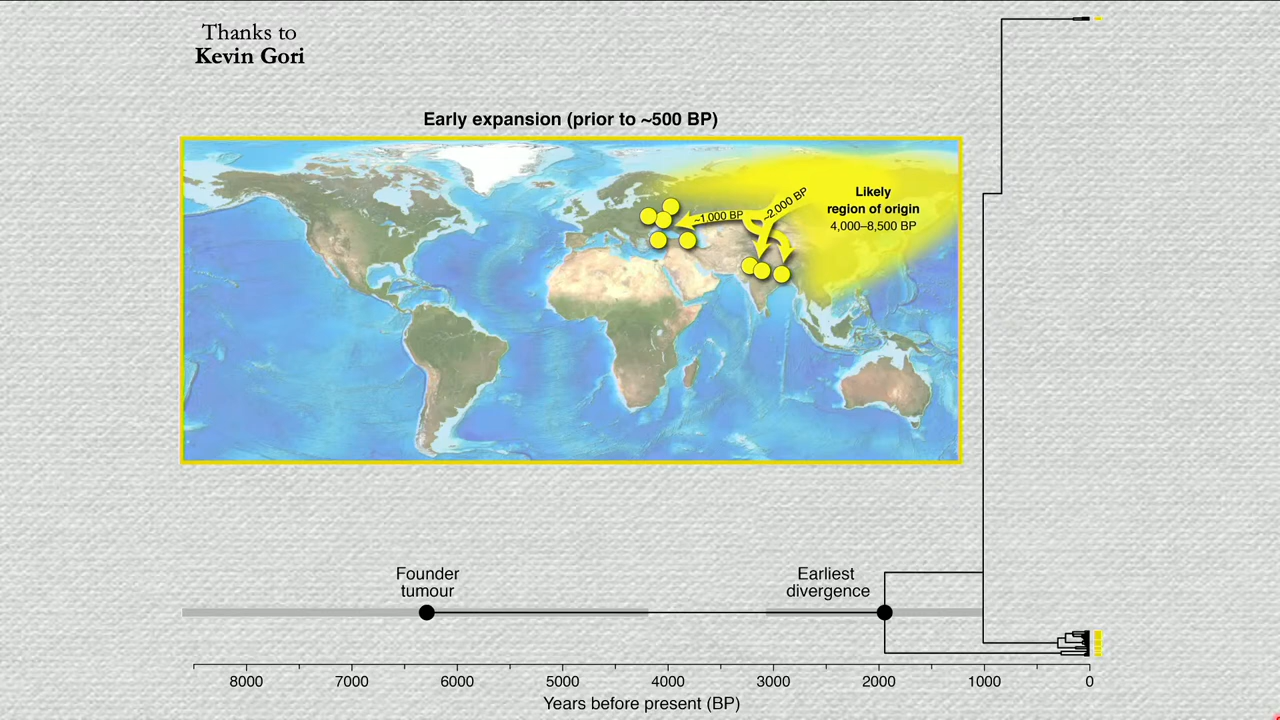 Thanks to
Kevin Gori
Early expansion (prior to ~500 BP)
Likely
region of origin
4,000–8,500 BP
~2,000 BP
~1,000 BP
Founder
tumour
Earliest
divergence
8000 7000 6000 5000 4000 3000 2000 1000 0
Years before present (BP)